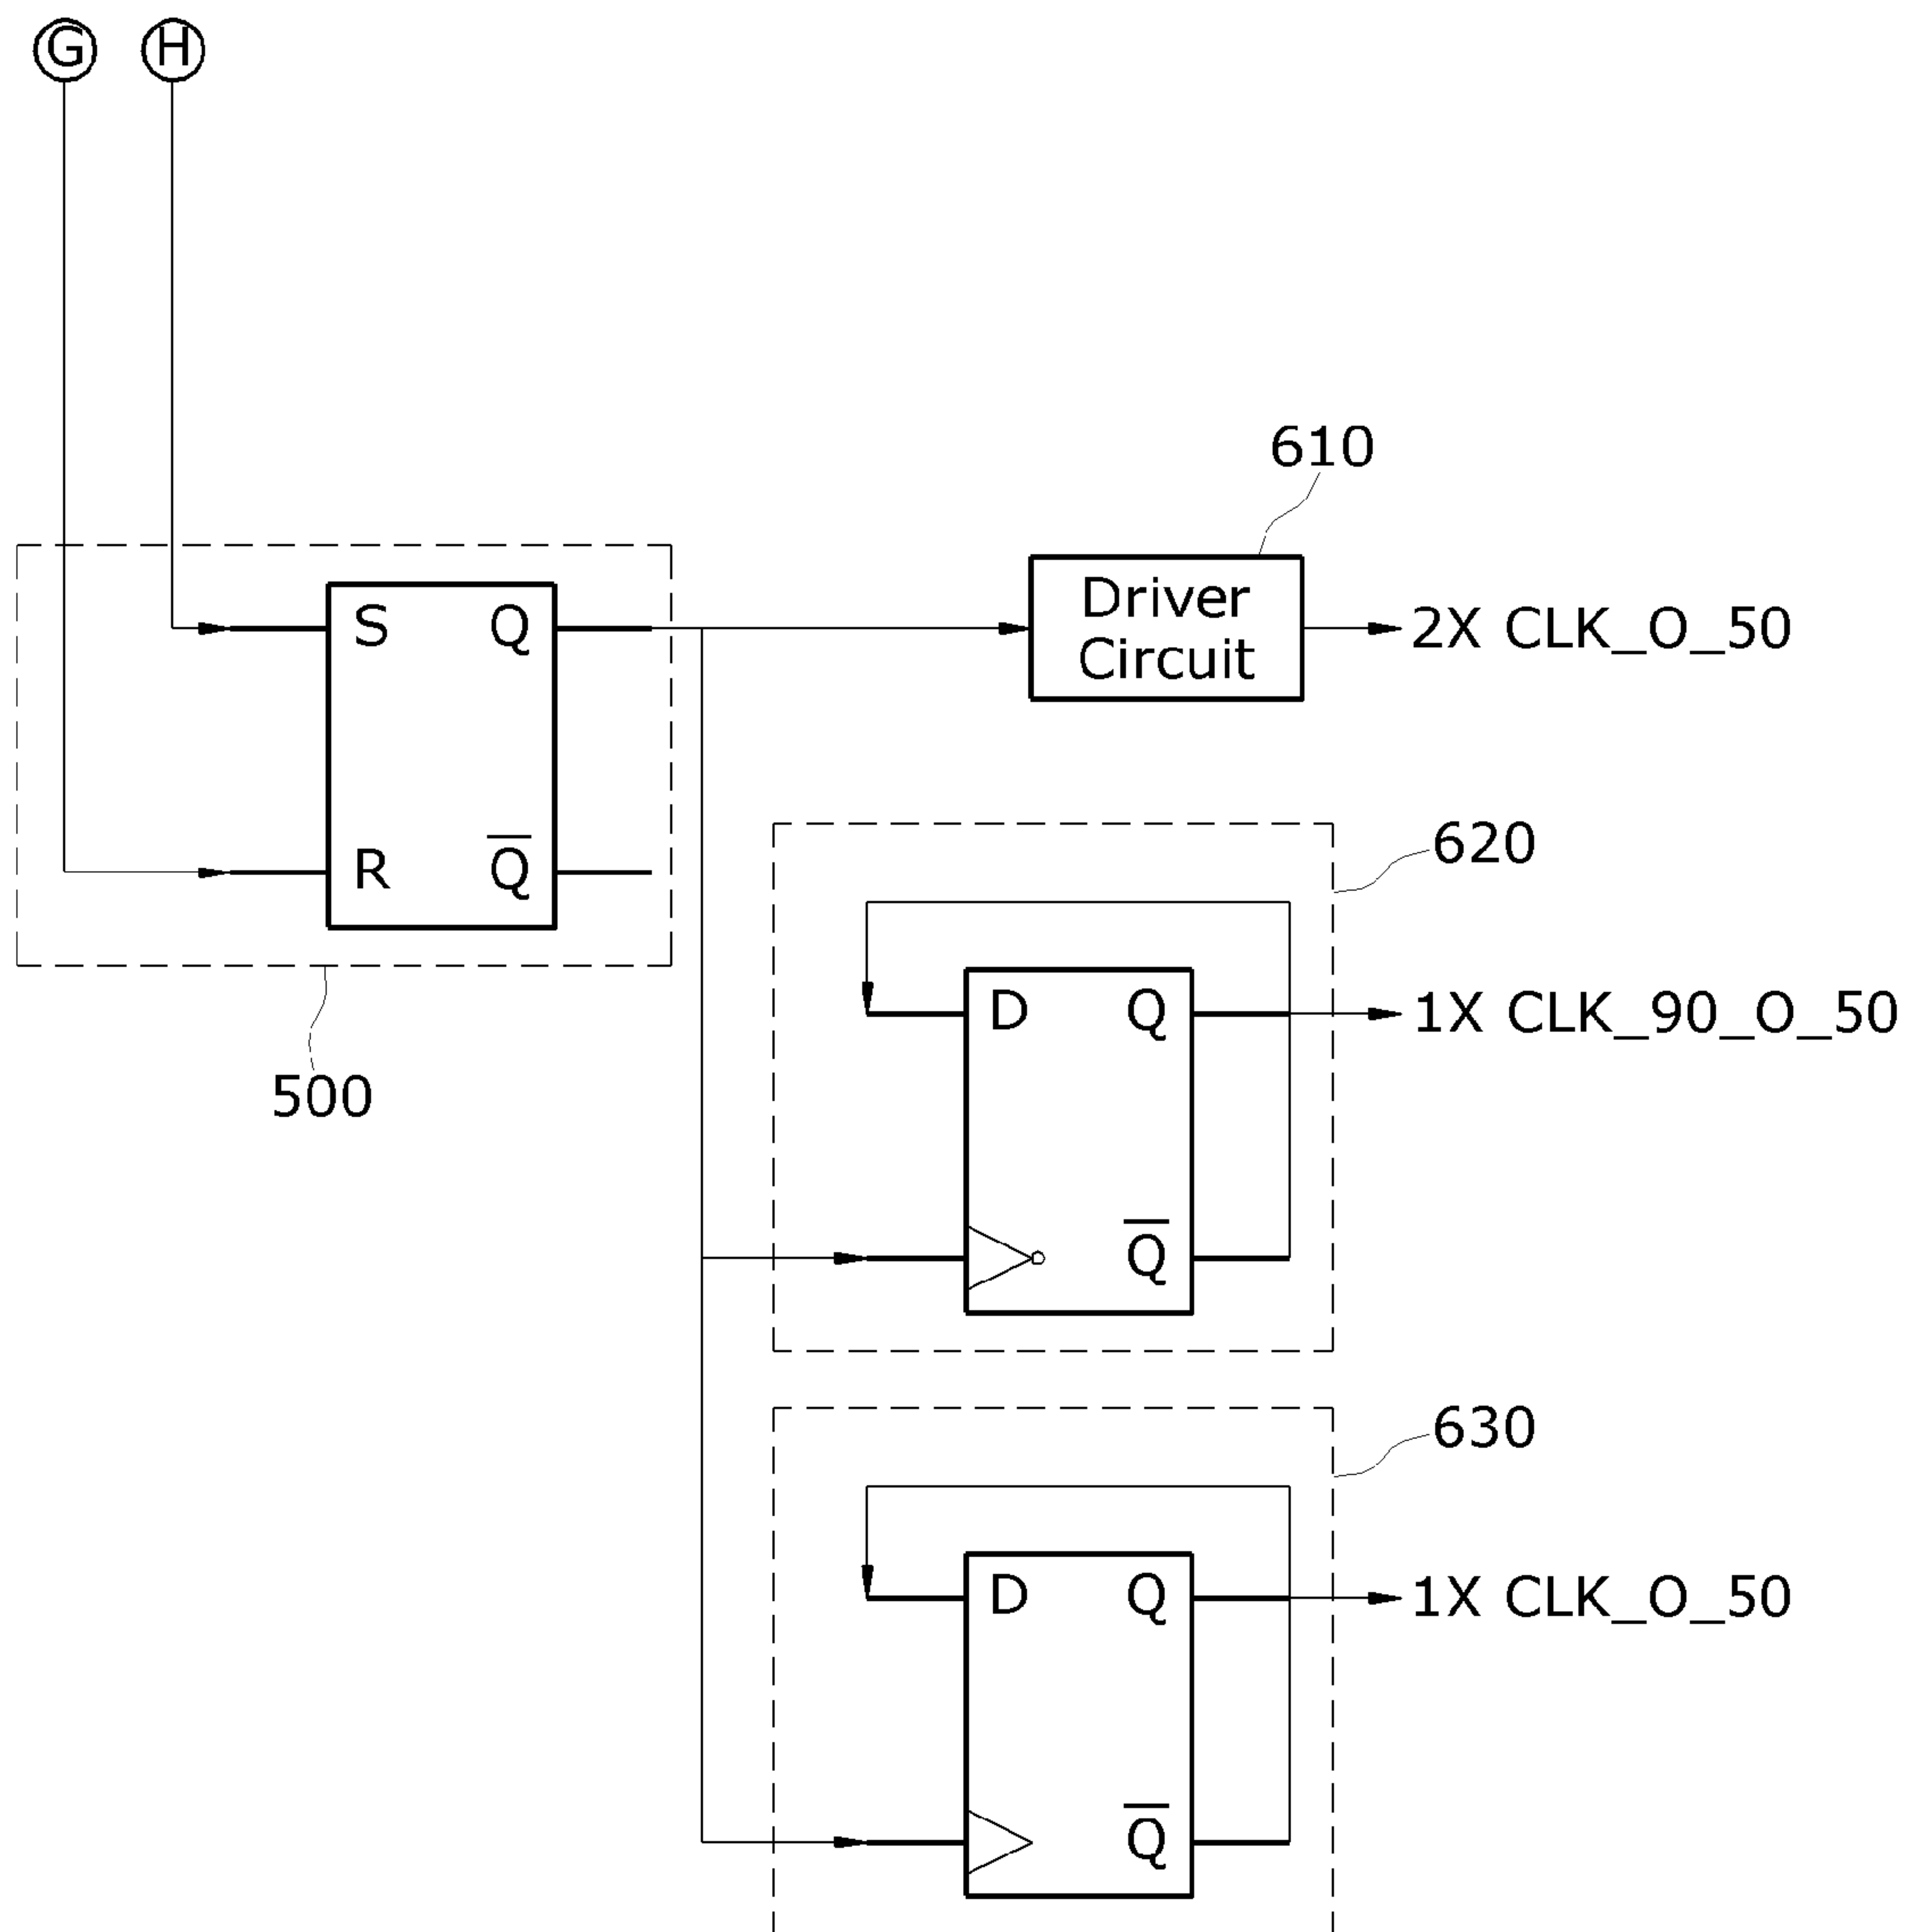 G H
610
S Q
Driver
Circuit
2X CLK_O_50
R Q̅
620
500
D Q
1X CLK_90_O_50
Q̅
630
D Q
1X CLK_O_50
Q̅